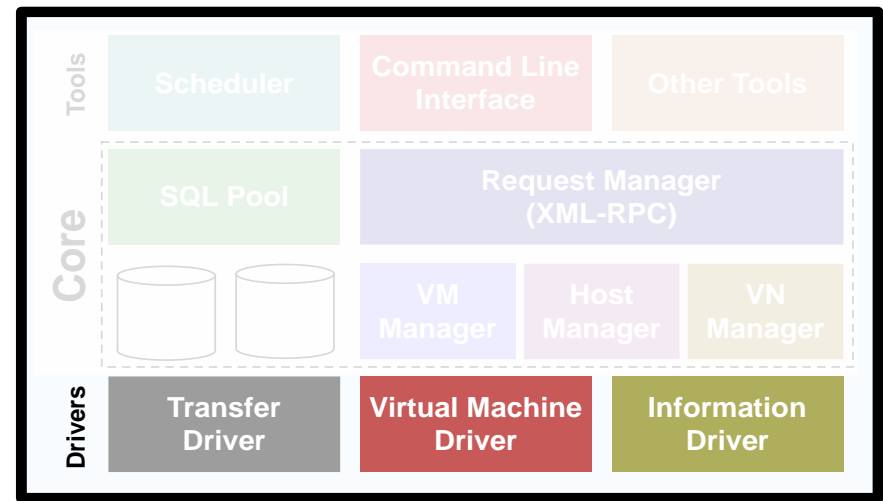 Tools
Scheduler
Command Line
Interface
Other Tools
Core
SQL Pool
Request Manager
(XML-RPC)
VM
Manager
Host
Manager
VN
Manager
Drivers
Transfer
Driver
Virtual Machine
Driver
Information
Driver